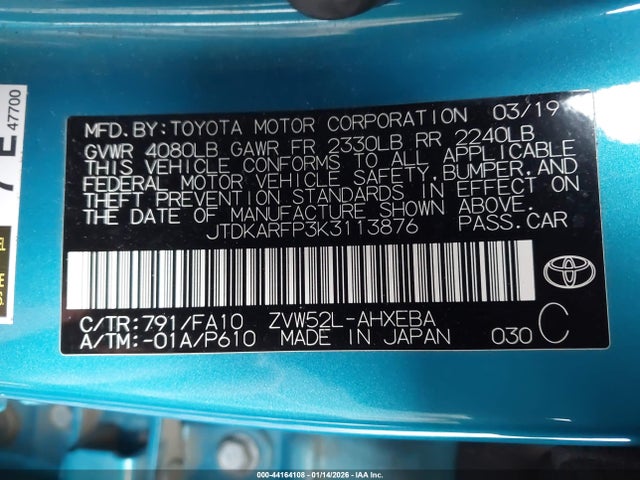 47700
MFD.BY:TOYOTA MOTOR CORPORATION 03/19
GVWR 4080LB GAWR FR 2330LB RR 2240LB
THIS VEHICLE CONFORMS TO ALL APPLICABLE
FEDERAL MOTOR VEHICLE SAFETY,BUMPER,AND
THEFT PREVENTION STANDARDS IN EFFECT ON
THE DATE OF MANUFACTURE SHOWN ABOVE.
JTDKARFP3K3113876 PASS.CAR
C/TR:791/FA10 ZVW52L-AHXEBA
A/TM:-01A/P610 MADE IN JAPAN 030 C
000-44164108 - 01/14/2026 - IAA Inc.